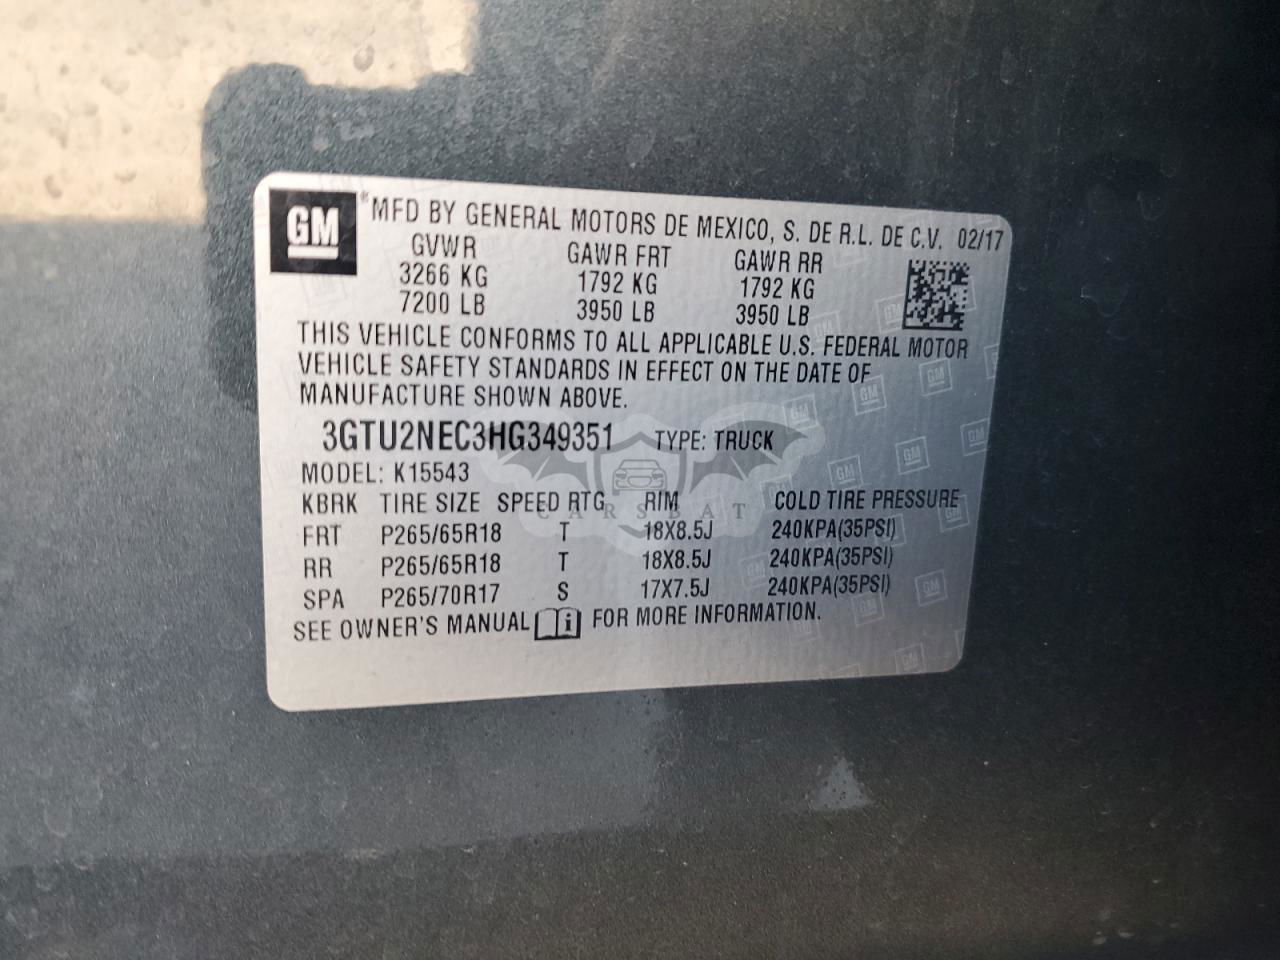 GM
MFD BY GENERAL MOTORS DE MEXICO, S. DE R.L. DE C.V. 02/17
GVWR GAWR FRT GAWR RR
3266 KG 1792 KG 1792 KG
7200 LB 3950 LB 3950 LB
THIS VEHICLE CONFORMS TO ALL APPLICABLE U.S. FEDERAL MOTOR
VEHICLE SAFETY STANDARDS IN EFFECT ON THE DATE OF
MANUFACTURE SHOWN ABOVE.
3GTU2NEC3HG349351 TYPE: TRUCK
MODEL: K15543
KBRK TIRE SIZE SPEED RTG RIM COLD TIRE PRESSURE
CARSBAT
FRT P265/65R18 T 18X8.5J 240KPA(35PSI)
RR P265/65R18 T 18X8.5J 240KPA(35PSI)
SPA P265/70R17 S 17X7.5J 240KPA(35PSI)
SEE OWNER'S MANUAL i FOR MORE INFORMATION.